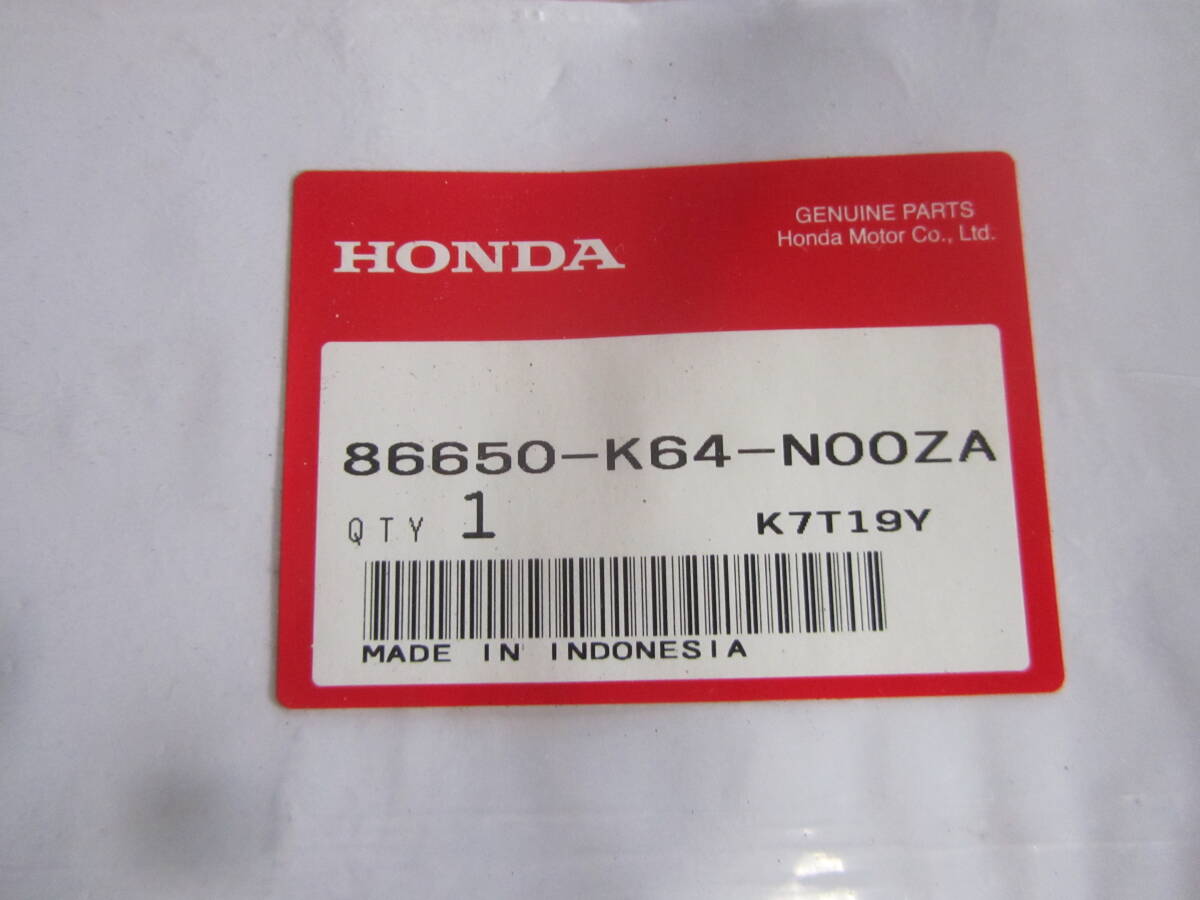 HONDA
GENUINE PARTS
Honda Motor Co., Ltd.
86650-K64-N00ZA
QTY 1 K7T19Y
MADE IN INDONESIA